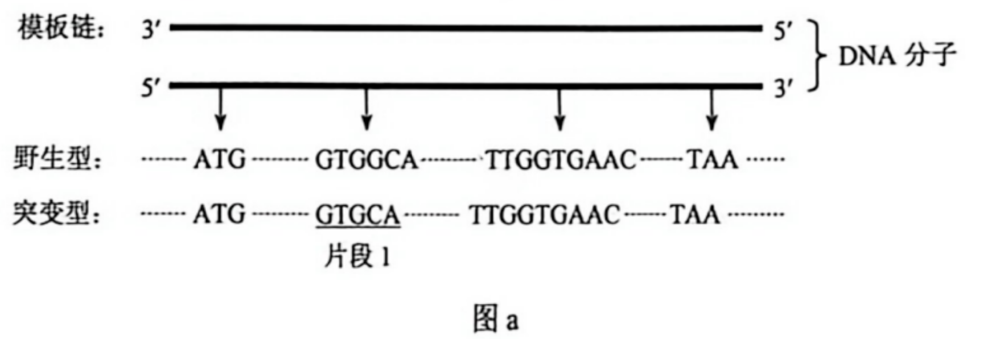 模板链： 3′ 5′
DNA 分子
5′ 3′
野生型： ┈┈ ATG ┈┈ GTGGCA ┈┈ TTGGTGAAC ┈┈ TAA ┈┈
突变型： ┈┈ ATG ┈┈ GTGCA ┈┈ TTGGTGAAC ┈┈ TAA ┈┈
片段 1
图 a